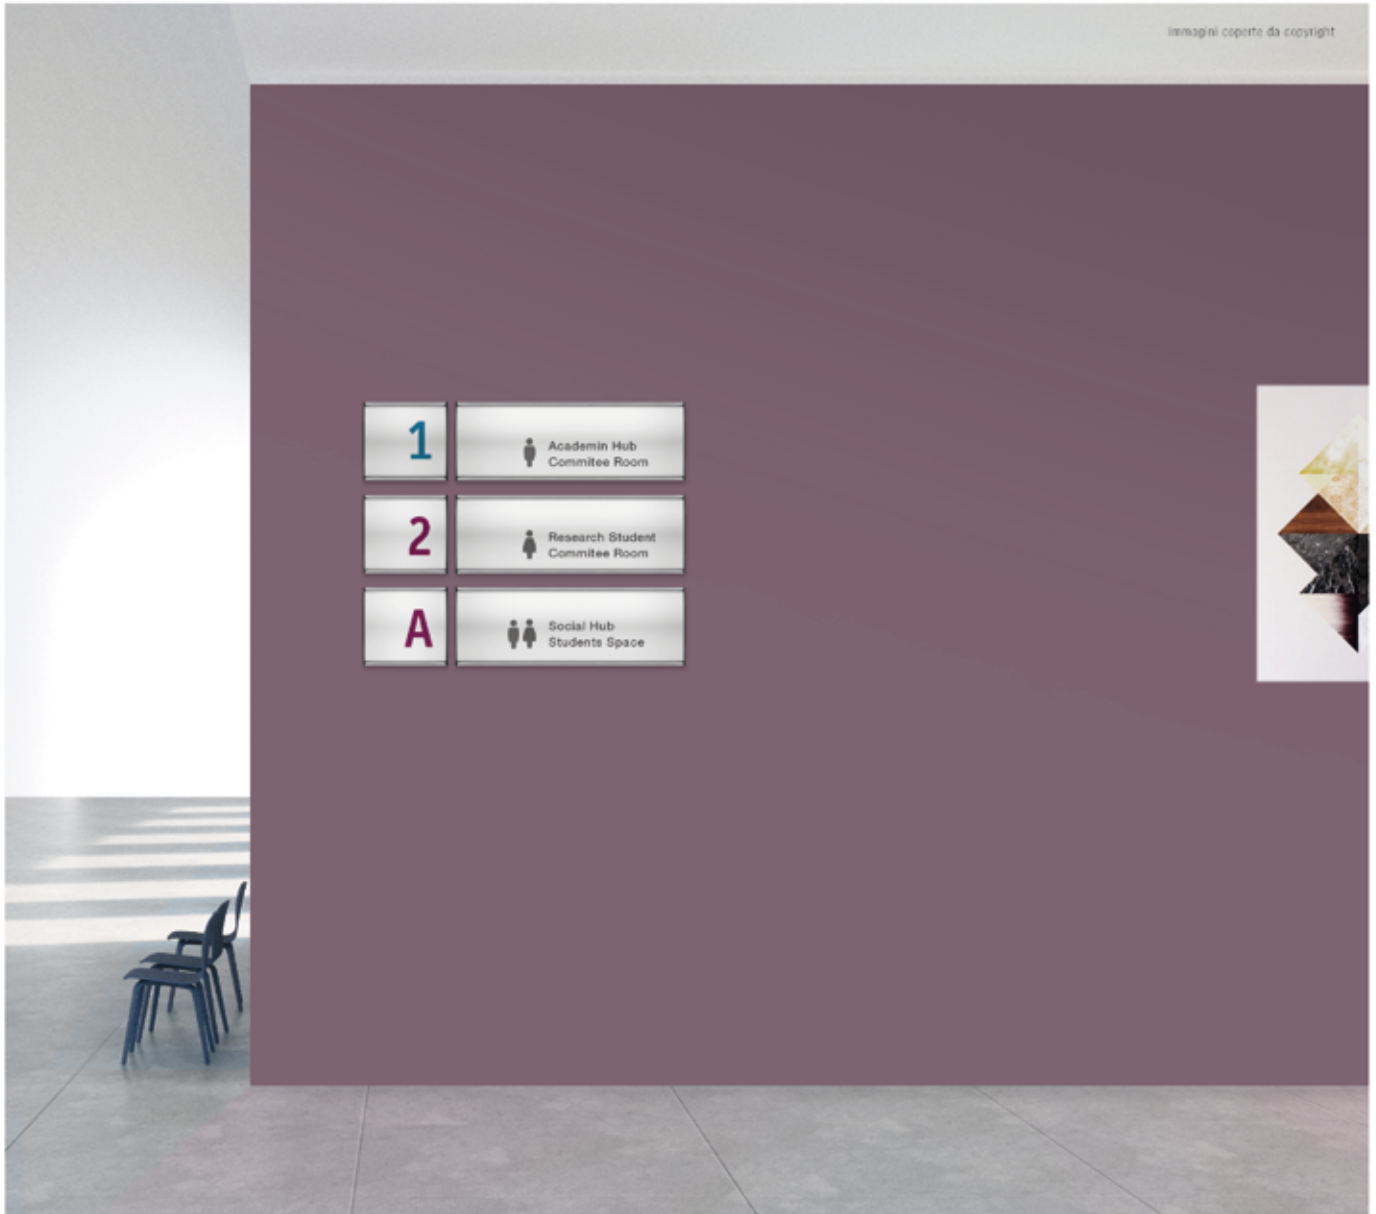 immagini coperte da copyright
1
Academin Hub
Commitee Room
2
Research Student
Commitee Room
A
Social Hub
Students Space